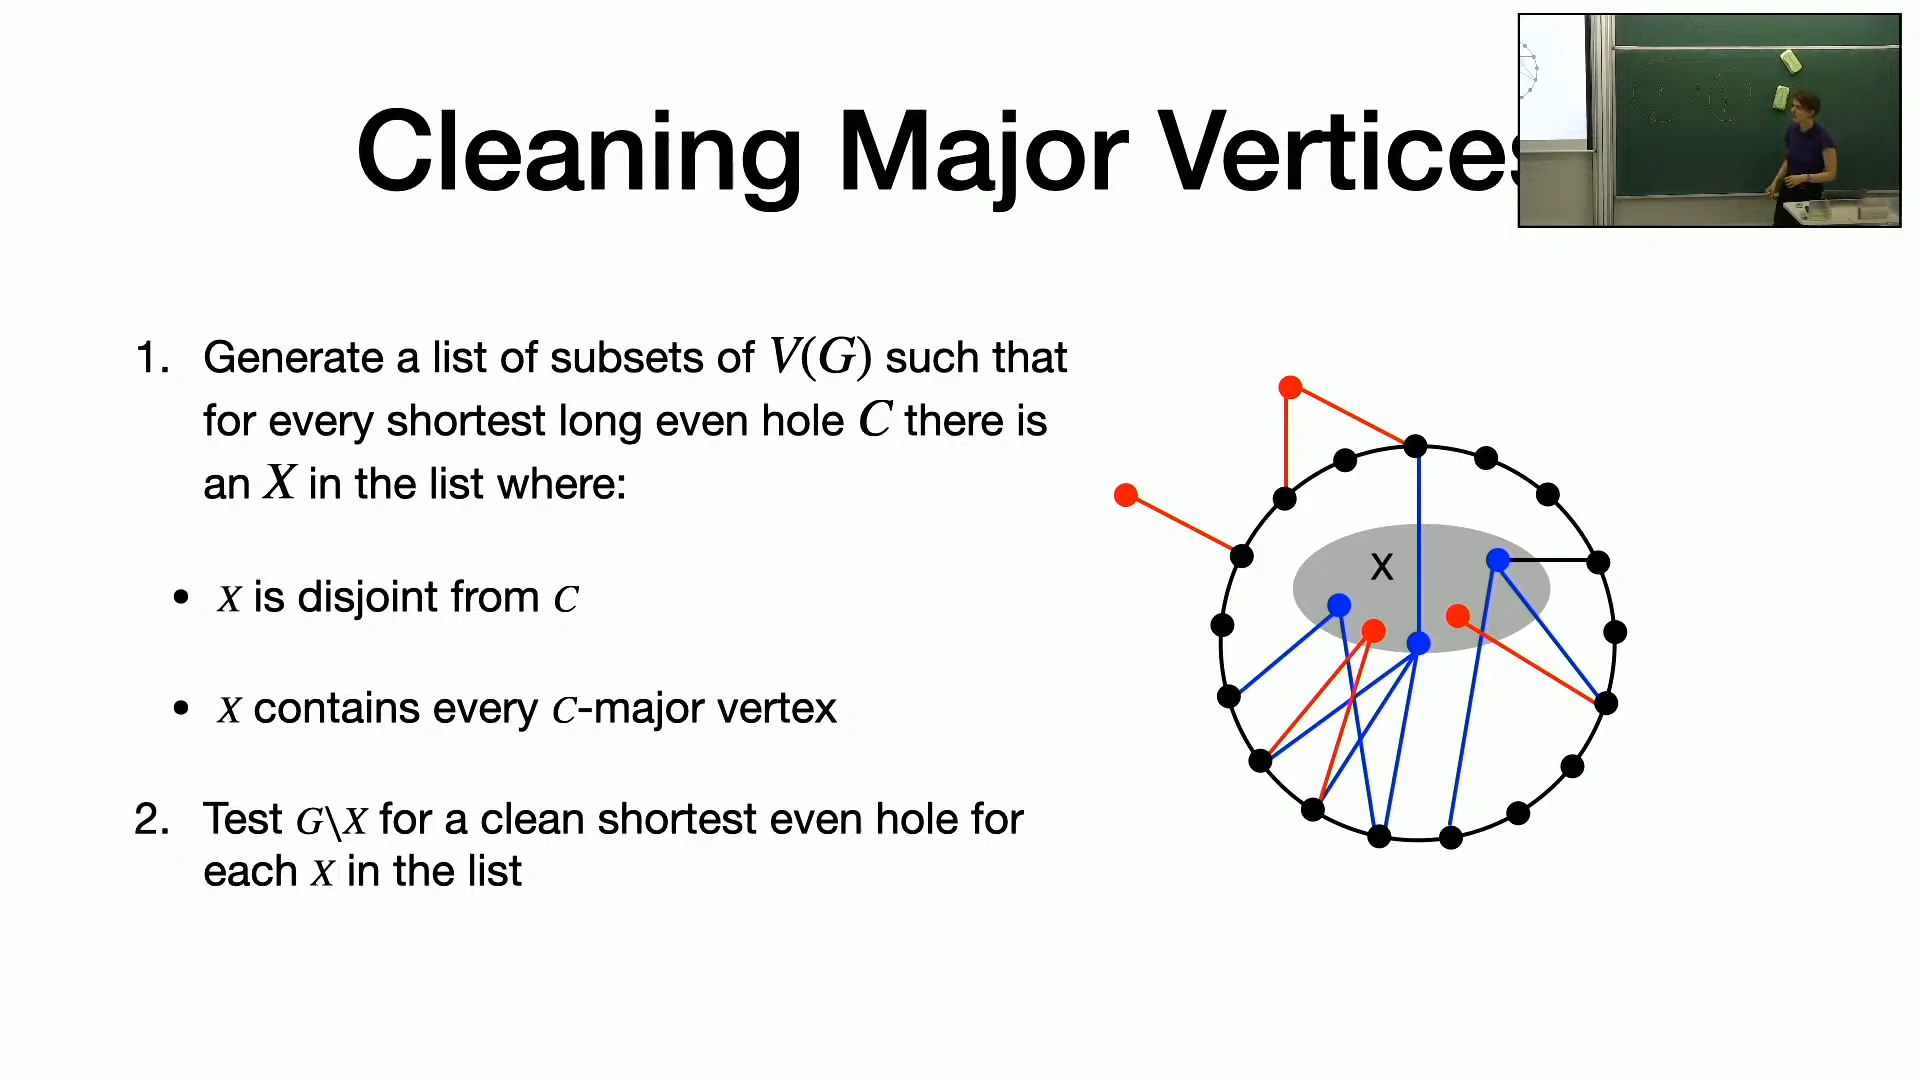 Cleaning Major Vertices
1. Generate a list of subsets of V(G) such that
for every shortest long even hole C there is
an X in the list where:
• X is disjoint from C
• X contains every C-major vertex
2. Test G\X for a clean shortest even hole for
each X in the list
X